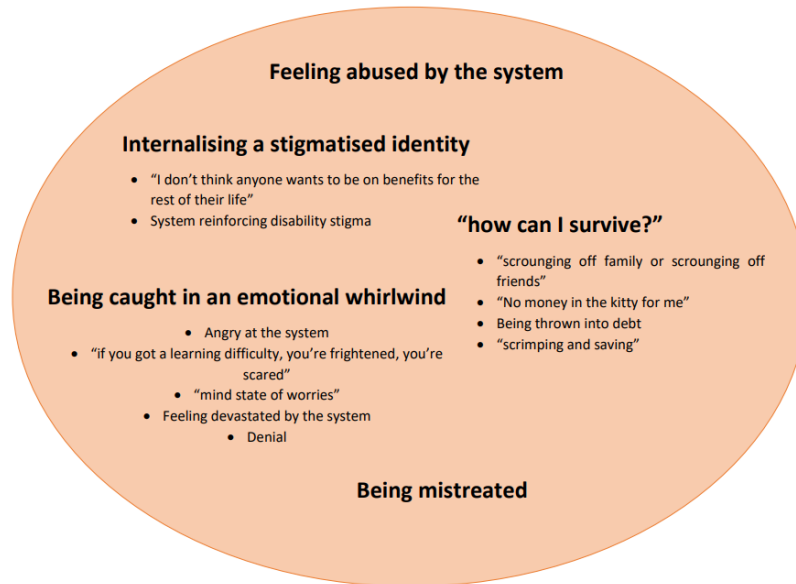 Feeling abused by the system
Internalising a stigmatised identity
• “I don’t think anyone wants to be on benefits for the
rest of their life”
• System reinforcing disability stigma
“how can I survive?”
• “scrounging off family or scrounging off
friends”
• “No money in the kitty for me”
• Being thrown into debt
• “scrimping and saving”
Being caught in an emotional whirlwind
• Angry at the system
• “if you got a learning difficulty, you’re frightened, you’re
scared”
• “mind state of worries”
• Feeling devastated by the system
• Denial
Being mistreated